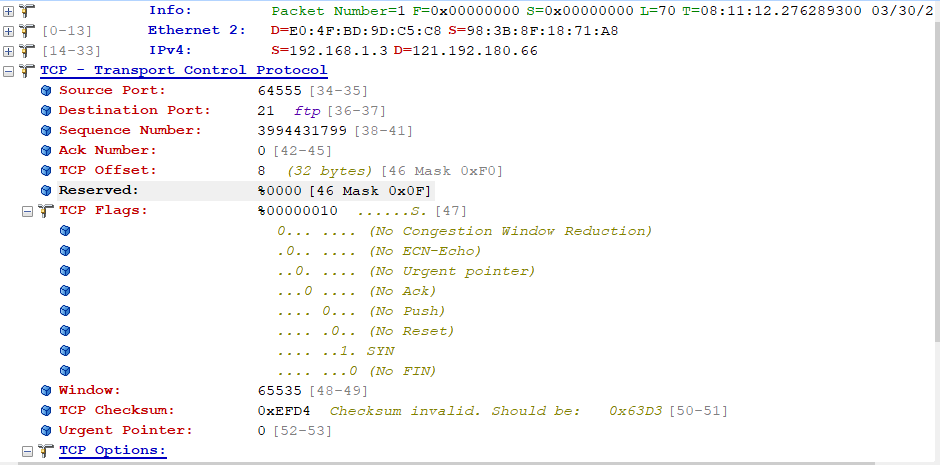 Info: Packet Number=1 F=0x00000000 S=0x00000000 L=70 T=08:11:12.276289300 03/30/2
[0-13] Ethernet 2: D=E0:4F:BD:9D:C5:C8 S=98:3B:8F:18:71:A8
[14-33] IPv4: S=192.168.1.3 D=121.192.180.66
TCP - Transport Control Protocol
Source Port: 64555 [34-35]
Destination Port: 21 ftp [36-37]
Sequence Number: 3994431799 [38-41]
Ack Number: 0 [42-45]
TCP Offset: 8 (32 bytes) [46 Mask 0xF0]
Reserved: %0000 [46 Mask 0x0F]
TCP Flags: %00000010 ......S. [47]
0... .... (No Congestion Window Reduction)
.0.. .... (No ECN-Echo)
..0. .... (No Urgent pointer)
...0 .... (No Ack)
.... 0... (No Push)
.... .0.. (No Reset)
.... ..1. SYN
.... ...0 (No FIN)
Window: 65535 [48-49]
TCP Checksum: 0xEFD4 Checksum invalid. Should be: 0x63D3 [50-51]
Urgent Pointer: 0 [52-53]
TCP Options: